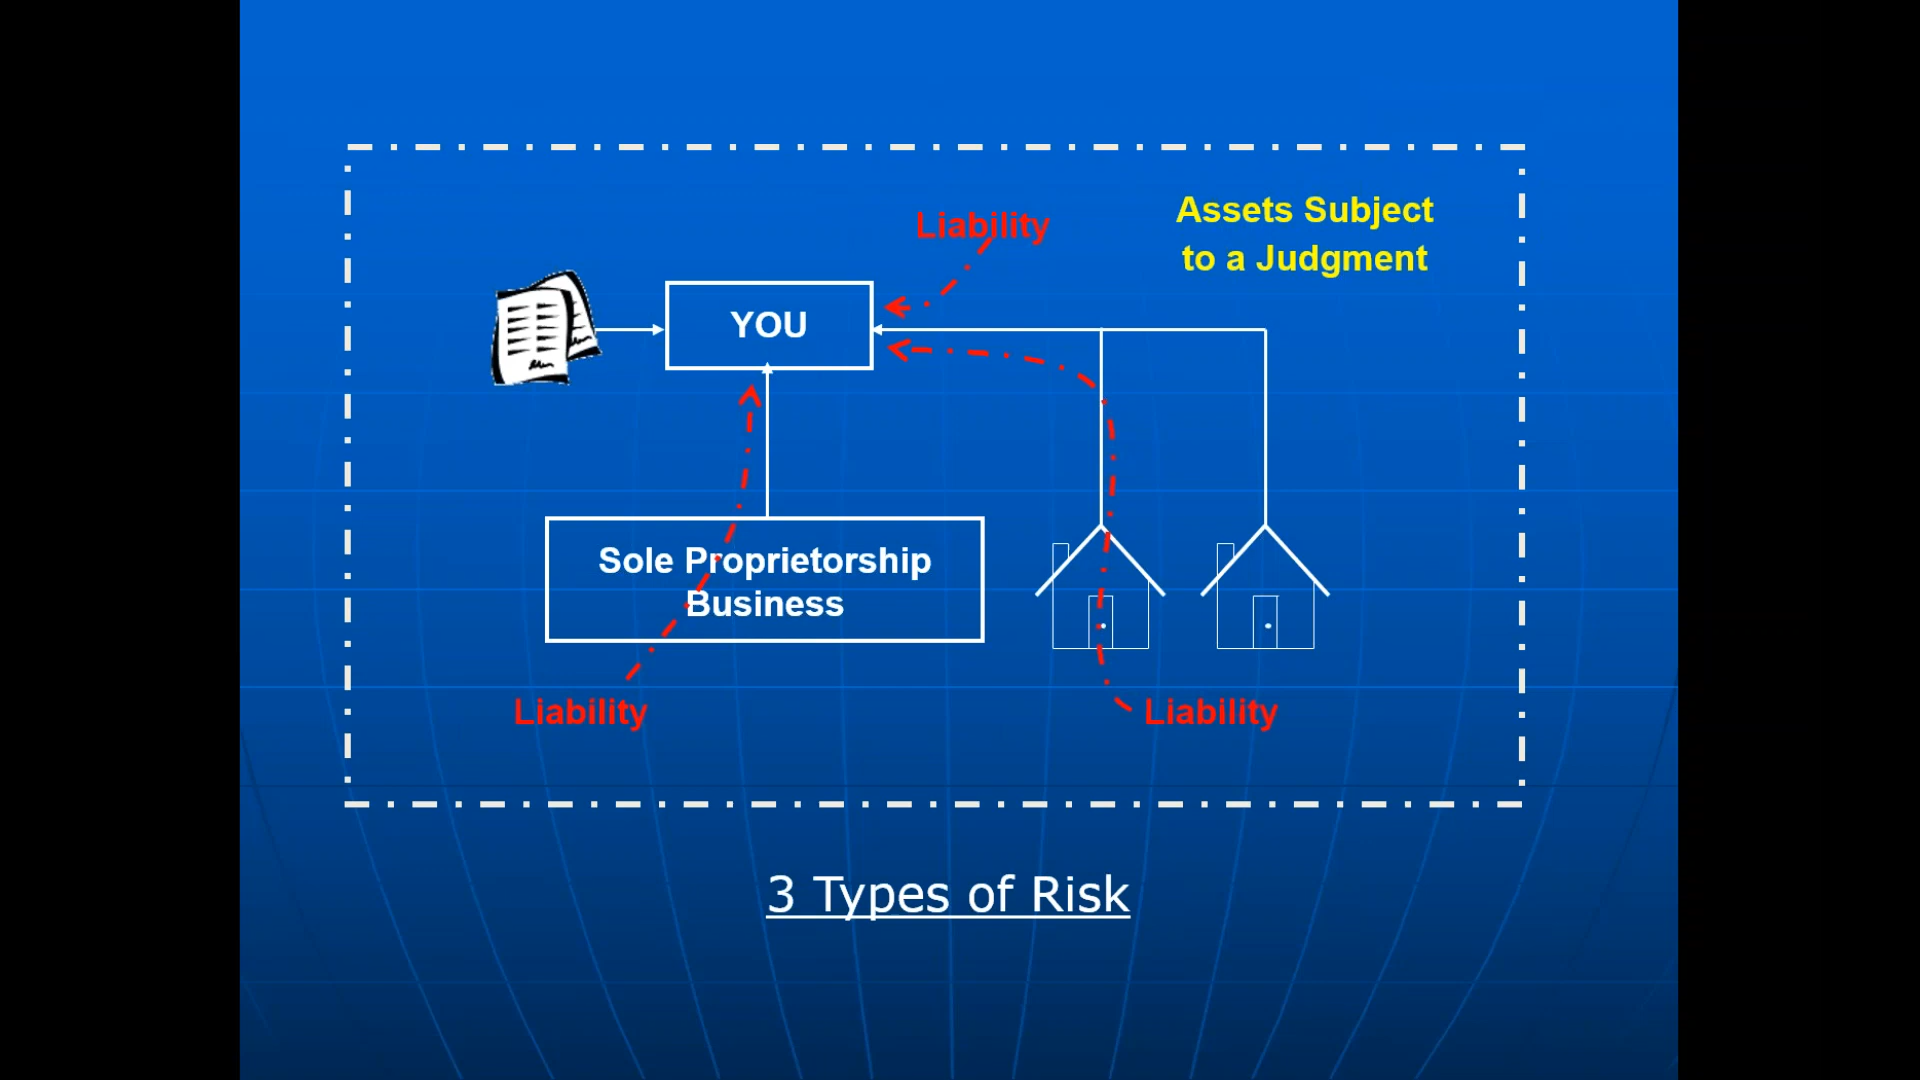 Liability
Assets Subject
to a Judgment
YOU
Sole Proprietorship
Business
Liability
Liability
3 Types of Risk